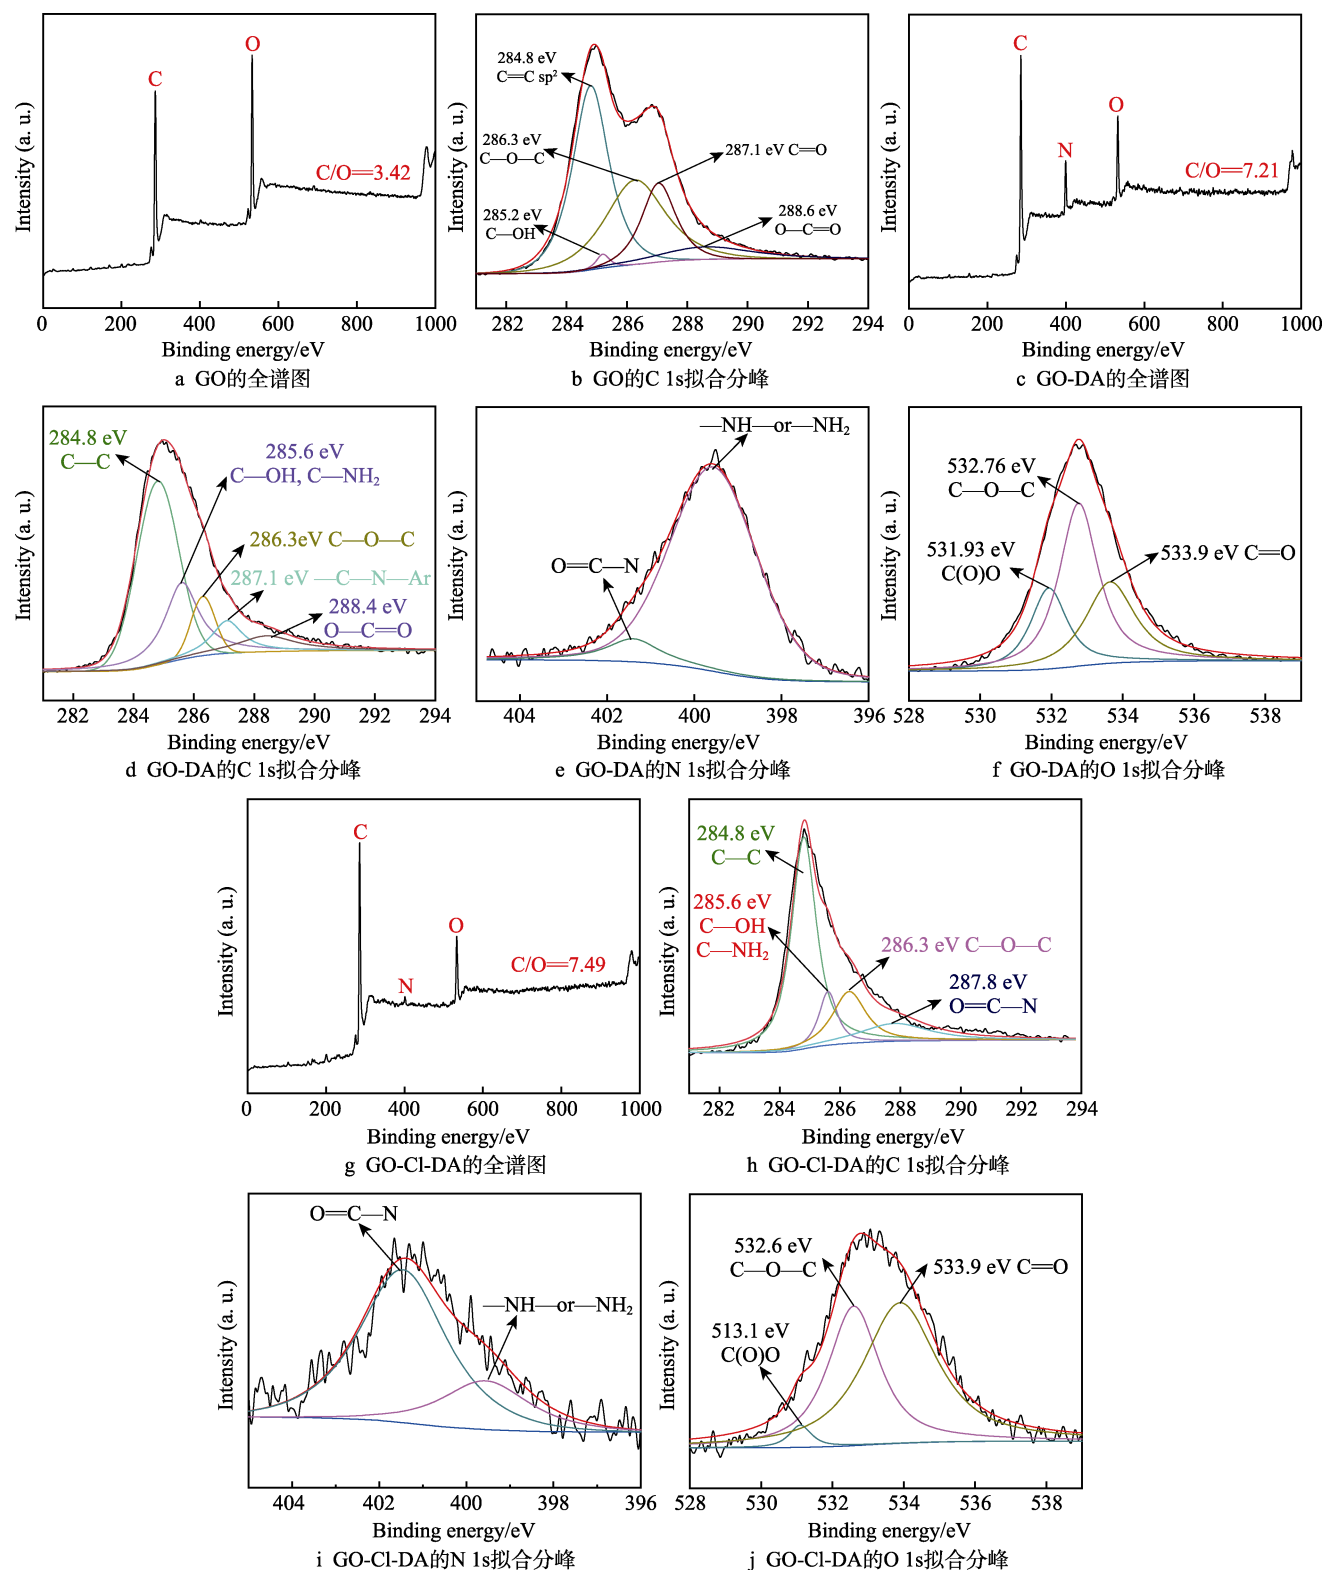 C
O
C/O=3.42
Intensity (a. u.)
0 200 400 600 800 1000
Binding energy/eV
a GO的全谱图
284.8 eV
C=C sp²
286.3 eV
C—O—C
285.2 eV
C—OH
287.1 eV C=O
288.6 eV
O—C=O
Intensity (a. u.)
282 284 286 288 290 292 294
Binding energy/eV
b GO的C 1s拟合分峰
C
N
O
C/O=7.21
Intensity (a. u.)
0 200 400 600 800 1000
Binding energy/eV
c GO-DA的全谱图
284.8 eV
C—C
285.6 eV
C—OH, C—NH₂
286.3eV C—O—C
287.1 eV —C—N—Ar
288.4 eV
O—C=O
Intensity (a. u.)
282 284 286 288 290 292 294
Binding energy/eV
d GO-DA的C 1s拟合分峰
—NH—or—NH₂
O=C—N
Intensity (a. u.)
404 402 400 398 396
Binding energy/eV
e GO-DA的N 1s拟合分峰
532.76 eV
C—O—C
531.93 eV
C(O)O
533.9 eV C=O
Intensity (a. u.)
528 530 532 534 536 538
Binding energy/eV
f GO-DA的O 1s拟合分峰
C
N
O
C/O=7.49
Intensity (a. u.)
0 200 400 600 800 1000
Binding energy/eV
g GO-Cl-DA的全谱图
284.8 eV
C—C
285.6 eV
C—OH
C—NH₂
286.3 eV C—O—C
287.8 eV
O=C—N
Intensity (a. u.)
282 284 286 288 290 292 294
Binding energy/eV
h GO-Cl-DA的C 1s拟合分峰
O=C—N
—NH—or—NH₂
Intensity (a. u.)
404 402 400 398 396
Binding energy/eV
i GO-Cl-DA的N 1s拟合分峰
532.6 eV
C—O—C
513.1 eV
C(O)O
533.9 eV C=O
Intensity (a. u.)
528 530 532 534 536 538
Binding energy/eV
j GO-Cl-DA的O 1s拟合分峰